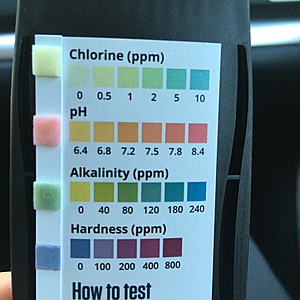 Chlorine (ppm)
0 0.5 1 2 5 10
pH
6.4 6.8 7.2 7.5 7.8 8.4
Alkalinity (ppm)
0 40 80 120 180 240
Hardness (ppm)
0 100 200 400 800
How to test